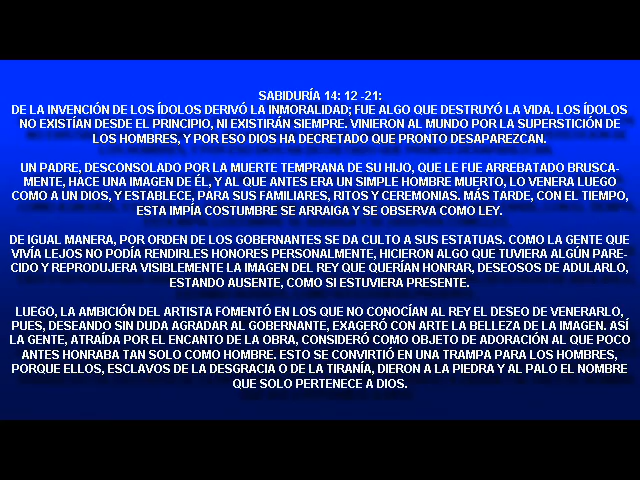 SABIDURÍA 14: 12 -21:
DE LA INVENCIÓN DE LOS ÍDOLOS DERIVÓ LA INMORALIDAD; FUE ALGO QUE DESTRUYÓ LA VIDA. LOS ÍDOLOS
NO EXISTÍAN DESDE EL PRINCIPIO, NI EXISTIRÁN SIEMPRE. VINIERON AL MUNDO POR LA SUPERSTICIÓN DE
LOS HOMBRES, Y POR ESO DIOS HA DECRETADO QUE PRONTO DESAPAREZCAN.
UN PADRE, DESCONSOLADO POR LA MUERTE TEMPRANA DE SU HIJO, QUE LE FUE ARREBATADO BRUSCA-
MENTE, HACE UNA IMAGEN DE ÉL, Y AL QUE ANTES ERA UN SIMPLE HOMBRE MUERTO, LO VENERA LUEGO
COMO A UN DIOS, Y ESTABLECE, PARA SUS FAMILIARES, RITOS Y CEREMONIAS. MÁS TARDE, CON EL TIEMPO,
ESTA IMPÍA COSTUMBRE SE ARRAIGA Y SE OBSERVA COMO LEY.
DE IGUAL MANERA, POR ORDEN DE LOS GOBERNANTES SE DA CULTO A SUS ESTATUAS. COMO LA GENTE QUE
VIVÍA LEJOS NO PODÍA RENDIRLES HONORES PERSONALMENTE, HICIERON ALGO QUE TUVIERA ALGÚN PARE-
CIDO Y REPRODUJERA VISIBLEMENTE LA IMAGEN DEL REY QUE QUERÍAN HONRAR, DESEOSOS DE ADULARLO,
ESTANDO AUSENTE, COMO SI ESTUVIERA PRESENTE.
LUEGO, LA AMBICIÓN DEL ARTISTA FOMENTÓ EN LOS QUE NO CONOCÍAN AL REY EL DESEO DE VENERARLO,
PUES, DESEANDO SIN DUDA AGRADAR AL GOBERNANTE, EXAGERÓ CON ARTE LA BELLEZA DE LA IMAGEN. ASÍ
LA GENTE, ATRAÍDA POR EL ENCANTO DE LA OBRA, CONSIDERÓ COMO OBJETO DE ADORACIÓN AL QUE POCO
ANTES HONRABA TAN SOLO COMO HOMBRE. ESTO SE CONVIRTIÓ EN UNA TRAMPA PARA LOS HOMBRES,
PORQUE ELLOS, ESCLAVOS DE LA DESGRACIA O DE LA TIRANÍA, DIERON A LA PIEDRA Y AL PALO EL NOMBRE
QUE SOLO PERTENECE A DIOS.